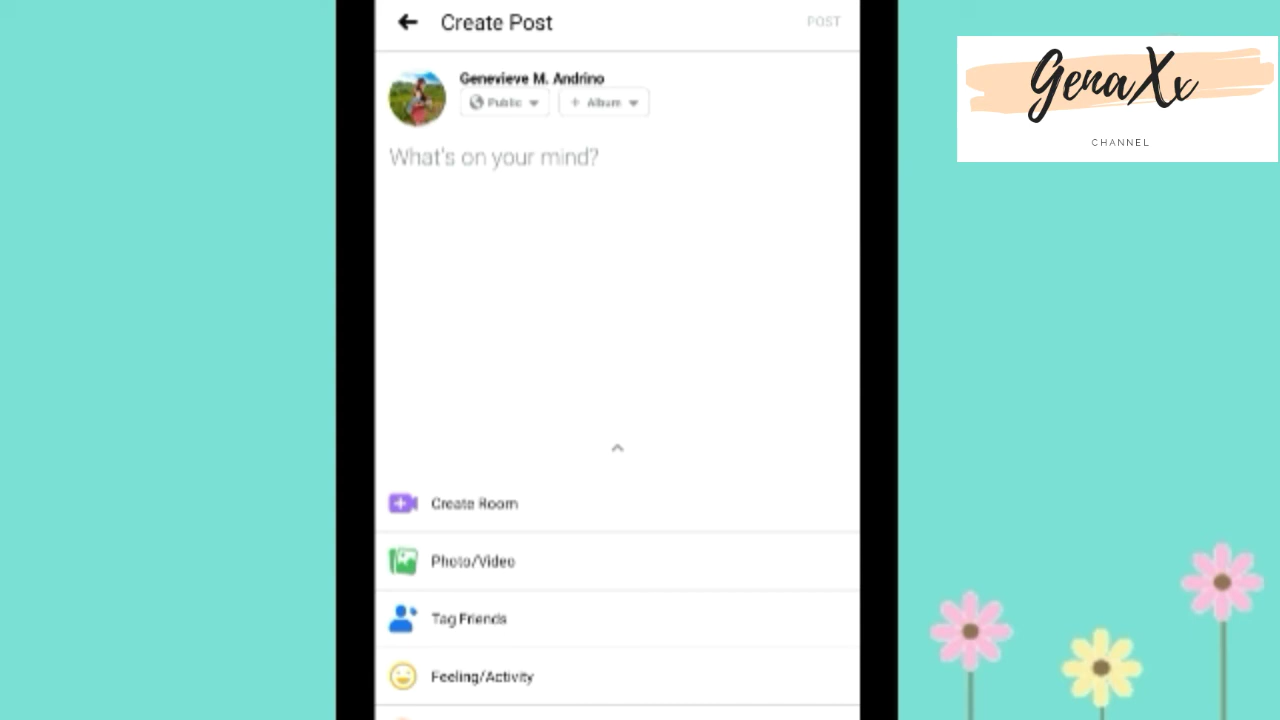 Create Post
POST
Genevieve M. Andrino
Public
+ Album
What's on your mind?
Create Room
Photo/Video
Tag Friends
Feeling/Activity
GenaXx
CHANNEL